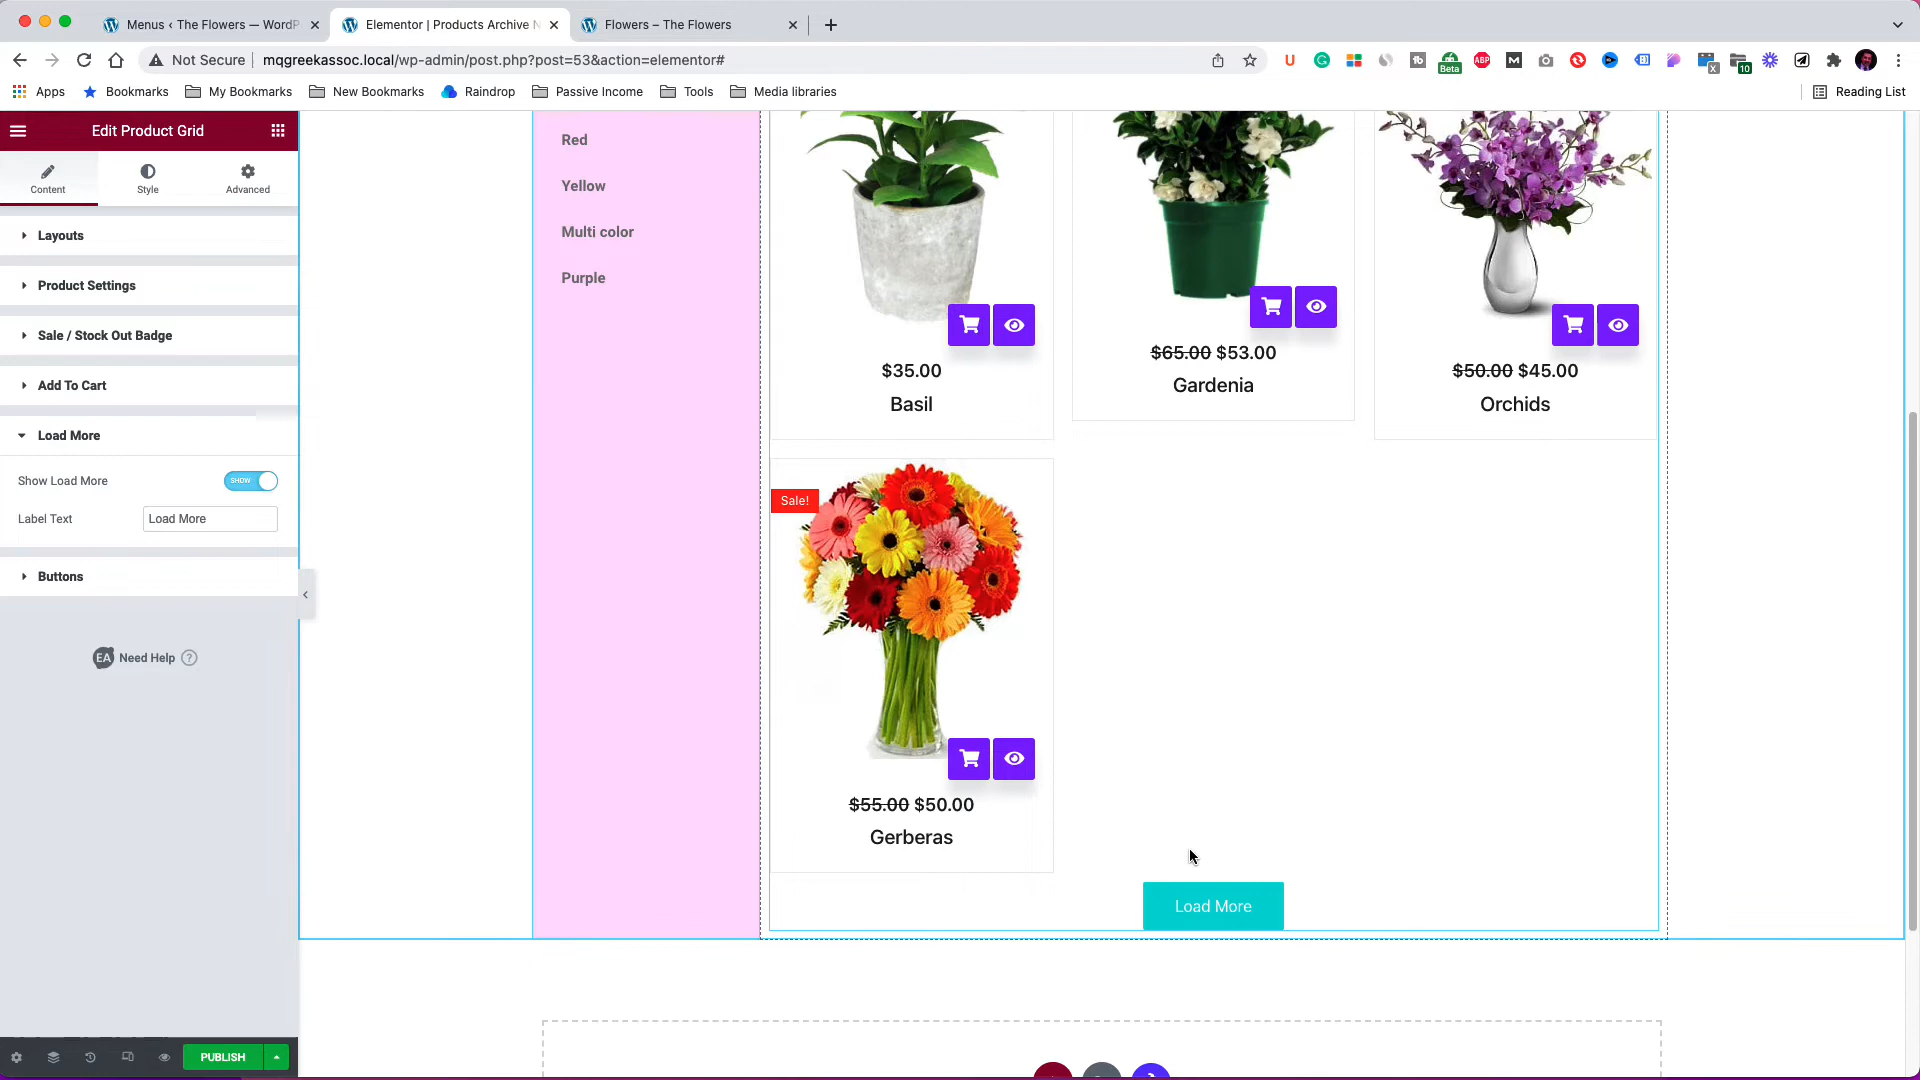 Menus ‹ The Flowers — WordP
Elementor | Products Archive N
Flowers – The Flowers
Not Secure
mqgreekassoc.local/wp-admin/post.php?post=53&action=elementor#
Beta
ABP
10
Apps
Bookmarks
My Bookmarks
New Bookmarks
Raindrop
Passive Income
Tools
Media libraries
Reading List
Edit Product Grid
Content
Style
Advanced
Layouts
Product Settings
Sale / Stock Out Badge
Add To Cart
Load More
Show Load More
SHOW
Label Text
Load More
Buttons
EA Need Help ?
PUBLISH
Red
Yellow
Multi color
Purple
$35.00
Basil
$65.00 $53.00
Gardenia
$50.00 $45.00
Orchids
Sale!
$55.00 $50.00
Gerberas
Load More